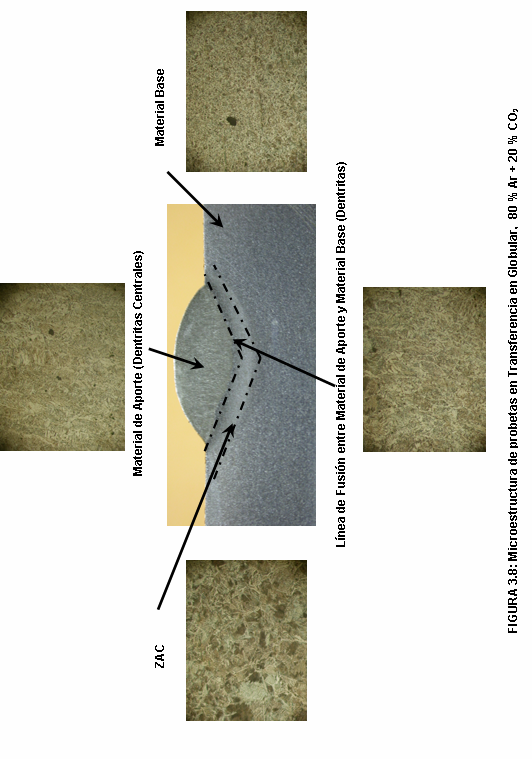 Material de Aporte (Dentritas Centrales)
ZAC
Material Base
Línea de Fusión entre Material de Aporte y Material Base (Dentritas)
FIGURA 3.8: Microestructura de probetas en Transferencia en Globular, 80 % Ar + 20 % CO₂